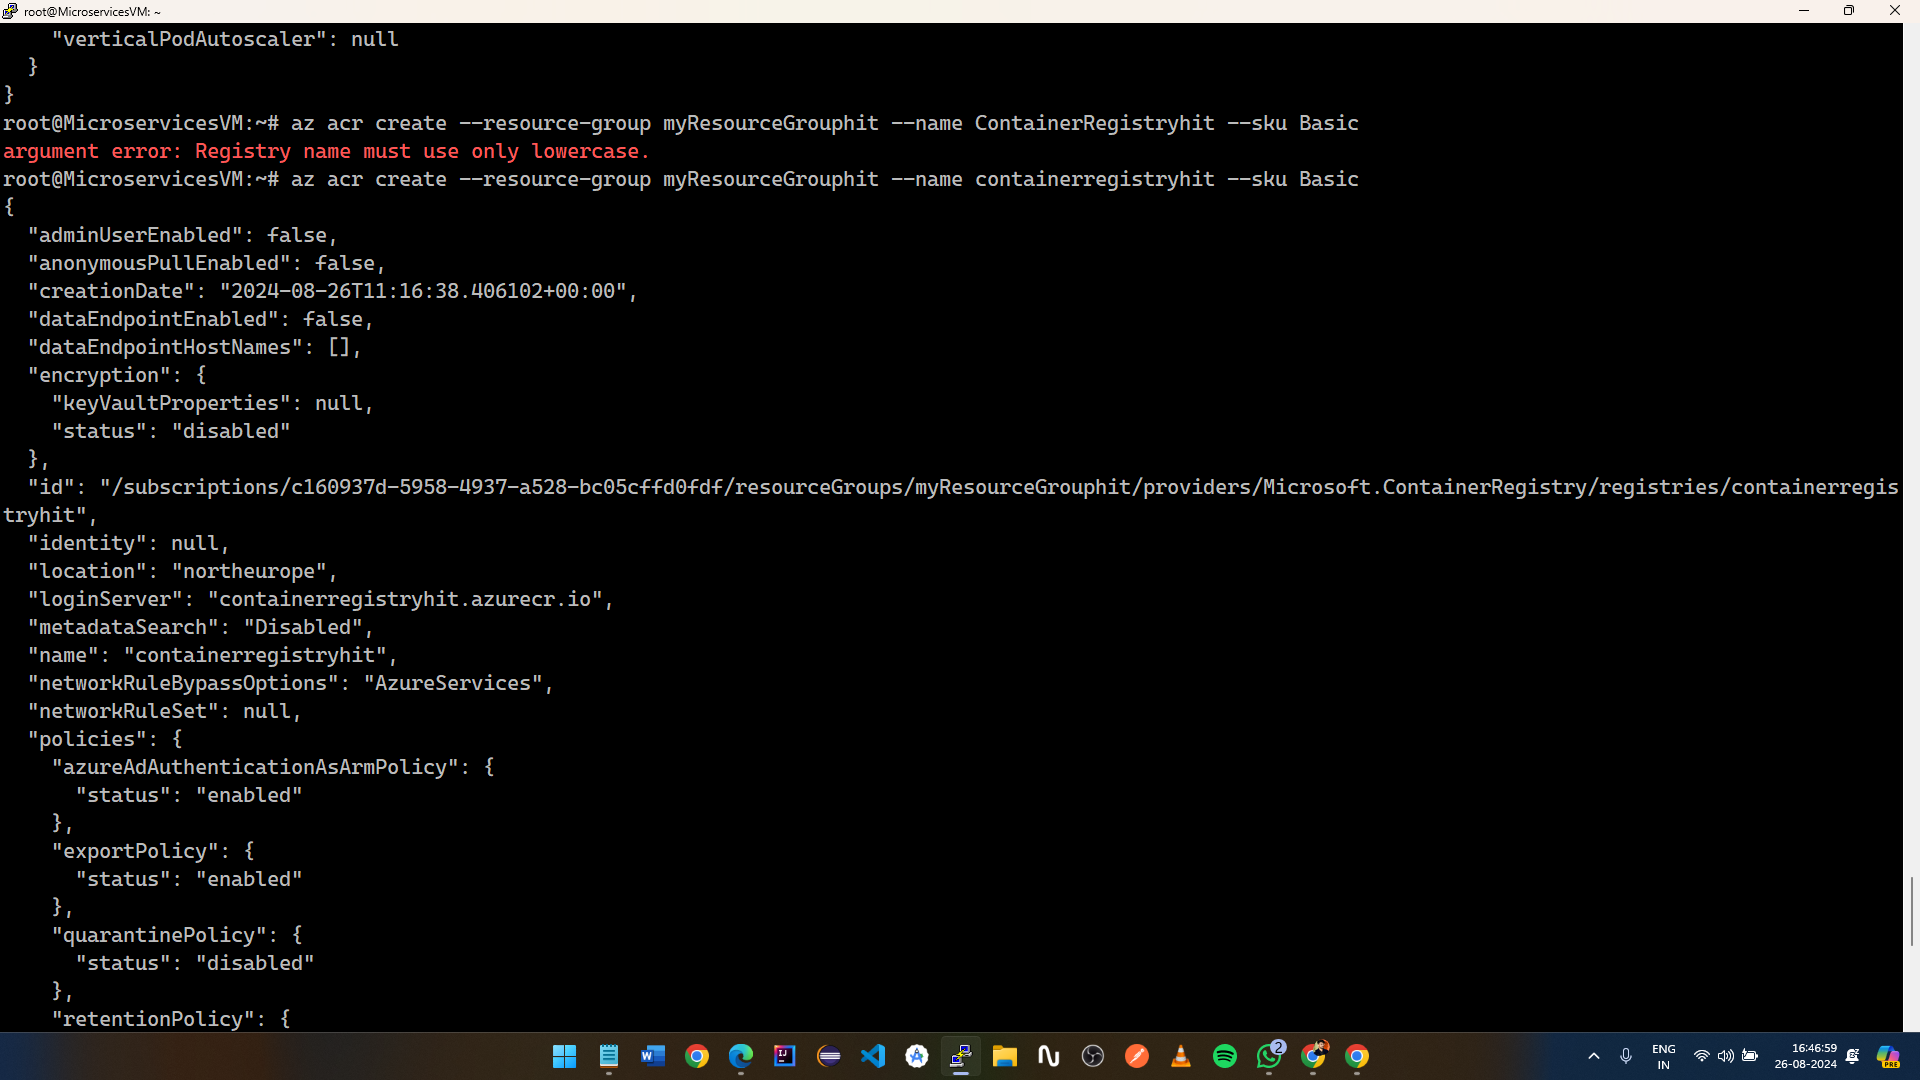 root@MicroservicesVM: ~
    "verticalPodAutoscaler": null
  }
}
root@MicroservicesVM:~# az acr create --resource-group myResourceGrouphit --name ContainerRegistryhit --sku Basic
argument error: Registry name must use only lowercase.
root@MicroservicesVM:~# az acr create --resource-group myResourceGrouphit --name containerregistryhit --sku Basic
{
  "adminUserEnabled": false,
  "anonymousPullEnabled": false,
  "creationDate": "2024-08-26T11:16:38.406102+00:00",
  "dataEndpointEnabled": false,
  "dataEndpointHostNames": [],
  "encryption": {
    "keyVaultProperties": null,
    "status": "disabled"
  },
  "id": "/subscriptions/c160937d-5958-4937-a528-bc05cffd0fdf/resourceGroups/myResourceGrouphit/providers/Microsoft.ContainerRegistry/registries/containerregis
tryhit",
  "identity": null,
  "location": "northeurope",
  "loginServer": "containerregistryhit.azurecr.io",
  "metadataSearch": "Disabled",
  "name": "containerregistryhit",
  "networkRuleBypassOptions": "AzureServices",
  "networkRuleSet": null,
  "policies": {
    "azureAdAuthenticationAsArmPolicy": {
      "status": "enabled"
    },
    "exportPolicy": {
      "status": "enabled"
    },
    "quarantinePolicy": {
      "status": "disabled"
    },
    "retentionPolicy": {
2
ENG
IN
16:46:59
26-08-2024
PRE